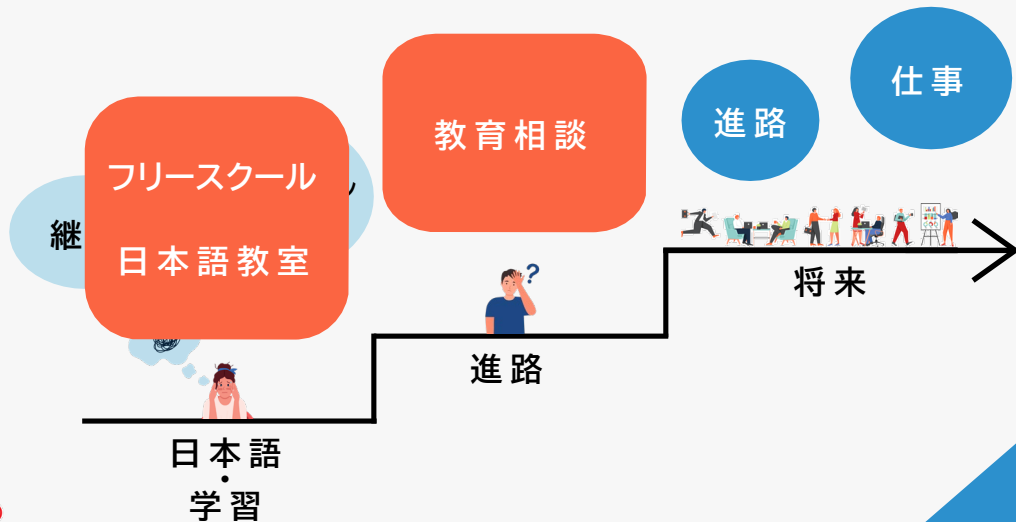 フリースクール
日本語教室
継
教育相談
進路
仕事
?
日本語
・
学習
進路
将来